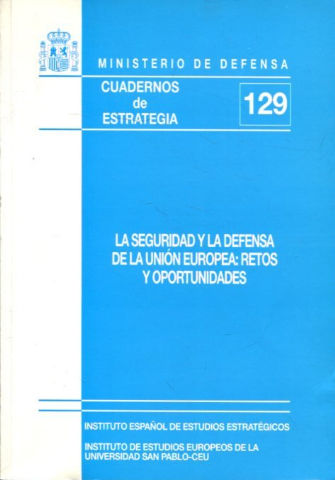 MINISTERIO DE DEFENSA
CUADERNOS
de
ESTRATEGIA
129
LA SEGURIDAD Y LA DEFENSA
DE LA UNIÓN EUROPEA: RETOS
Y OPORTUNIDADES
INSTITUTO ESPAÑOL DE ESTUDIOS ESTRATÉGICOS
INSTITUTO DE ESTUDIOS EUROPEOS DE LA
UNIVERSIDAD SAN PABLO-CEU